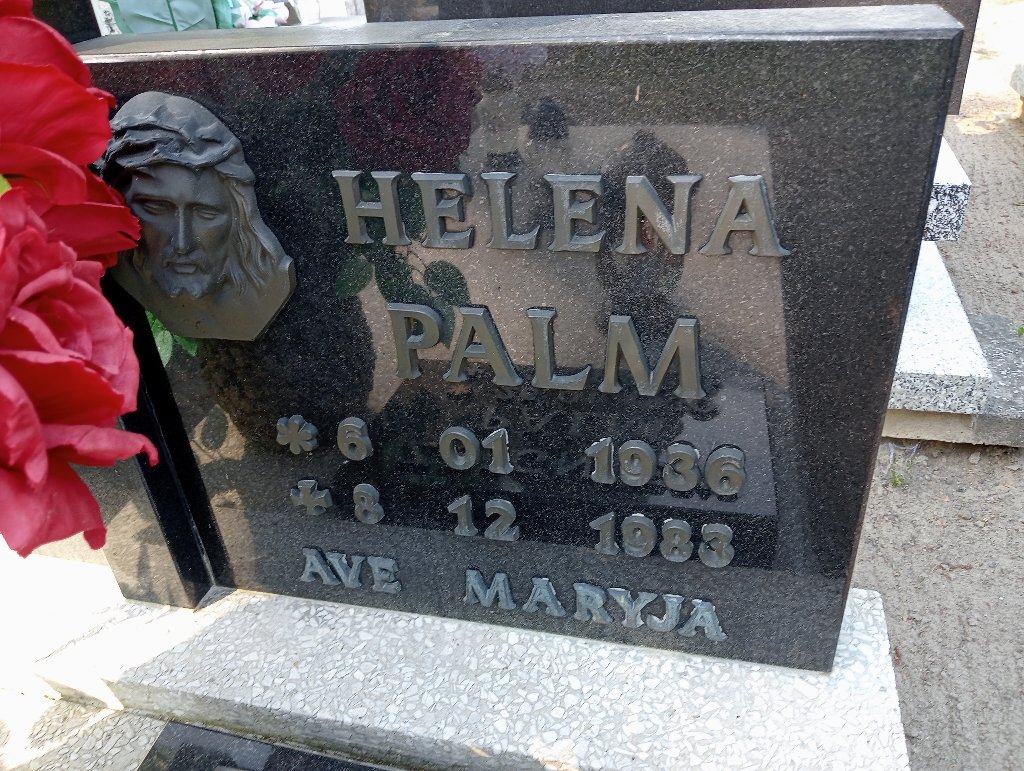 HELENA
PALM
* 6 01 1936
+ 8 12 1983
AVE MARYJA